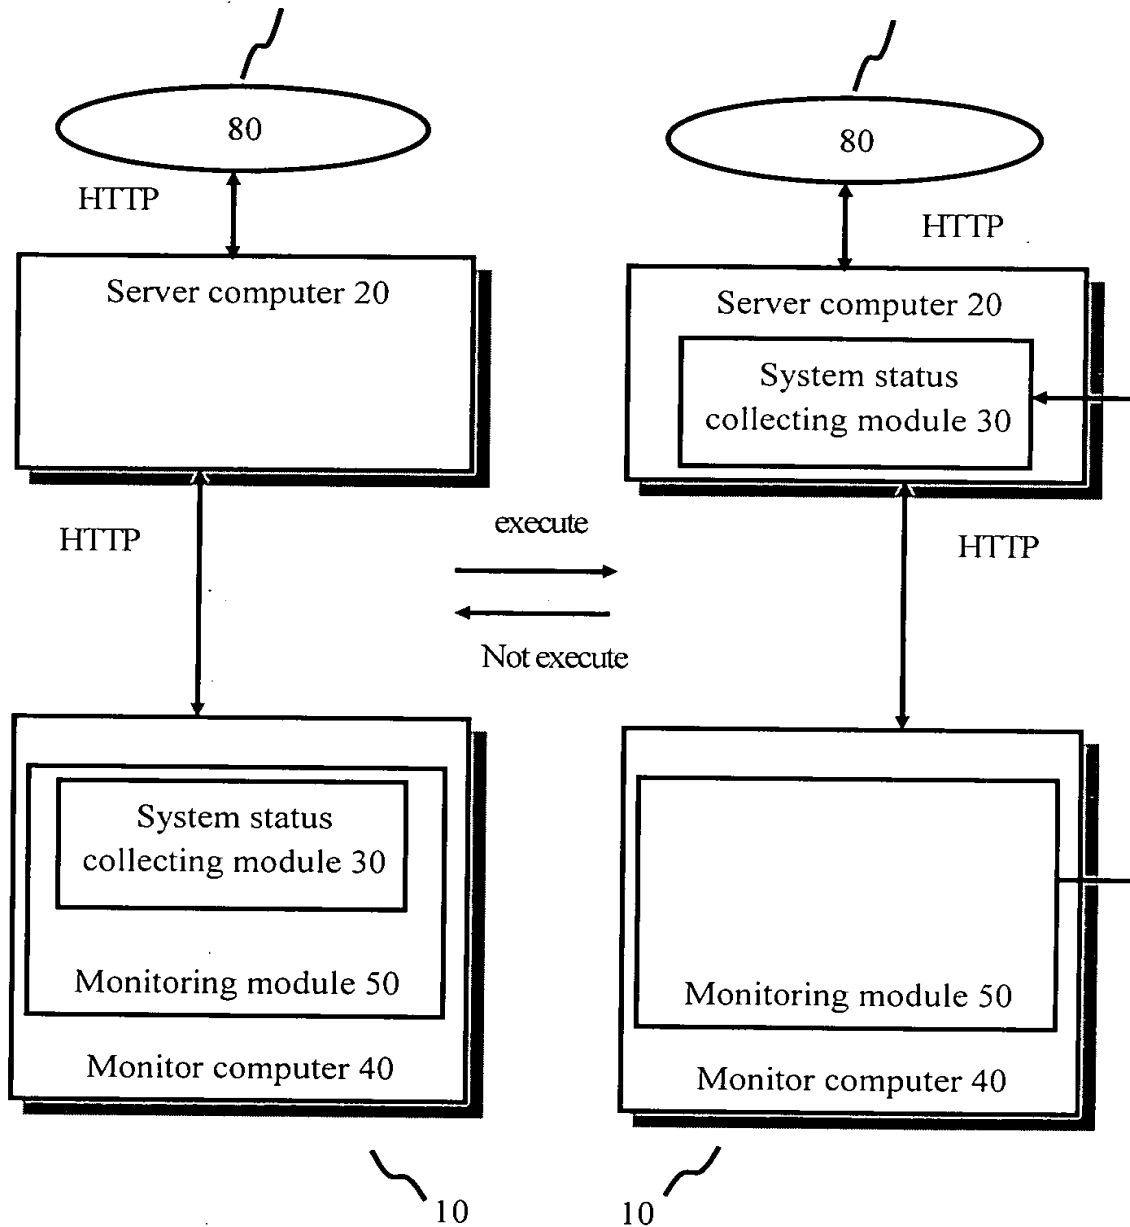 80
HTTP
Server computer 20
HTTP
System status
collecting module 30
Monitoring module 50
Monitor computer 40
10
execute
Not execute
80
HTTP
Server computer 20
System status
collecting module 30
HTTP
Monitoring module 50
Monitor computer 40
10